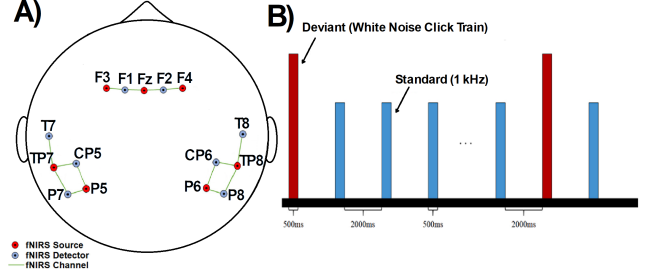 A)
F3 F1 Fz F2 F4
T7
TP7 CP5
P7 P5
T8
CP6 TP8
P6 P8
fNIRS Source
fNIRS Detector
fNIRS Channel
B)
Deviant (White Noise Click Train)
Standard (1 kHz)
...
500ms 2000ms 500ms 2000ms